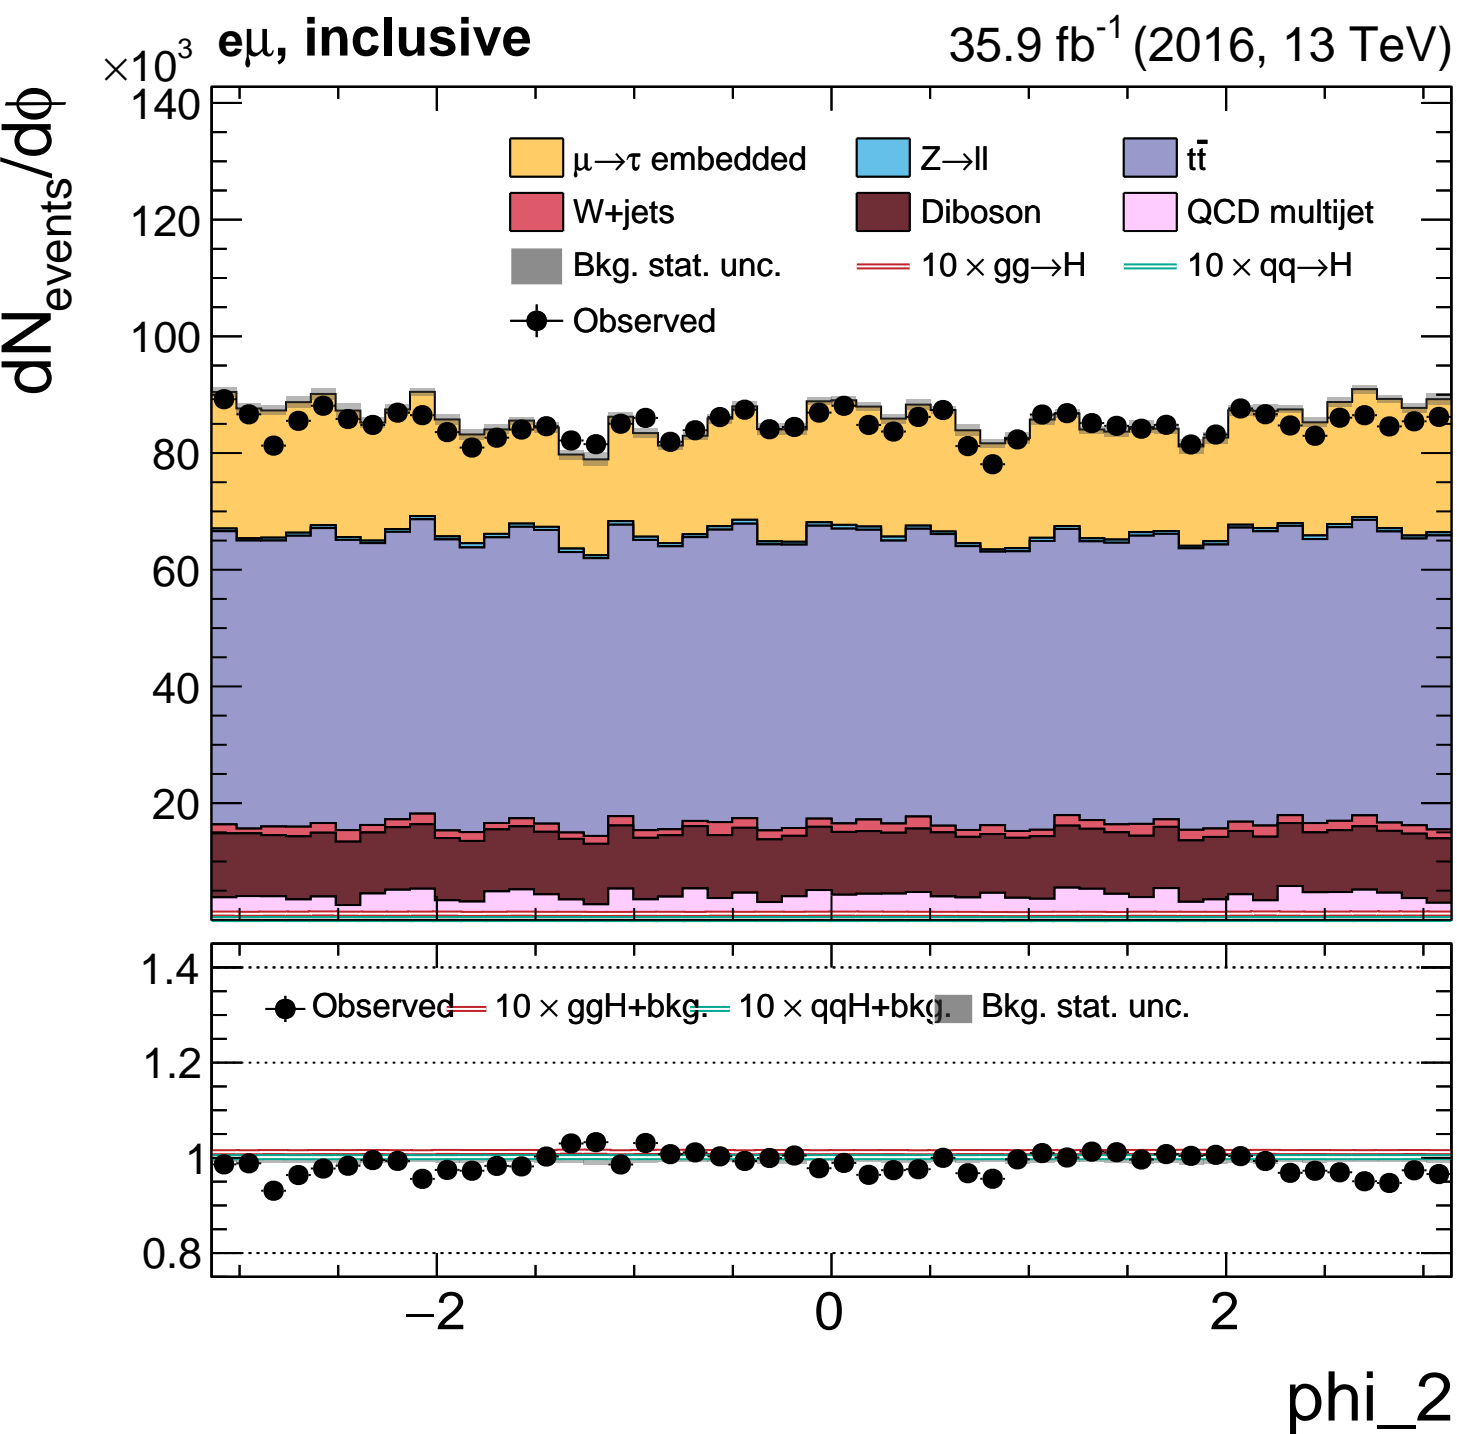 ×10³ eμ, inclusive 35.9 fb⁻¹ (2016, 13 TeV)
dN_events/dϕ
140
120
100
80
60
40
20
μ→τ embedded Z→ll tt̄
W+jets Diboson QCD multijet
Bkg. stat. unc. 10 × gg→H 10 × qq→H
Observed
1.4
1.2
1
0.8
Observed 10 × ggH+bkg. 10 × qqH+bkg. Bkg. stat. unc.
−2 0 2
phi_2